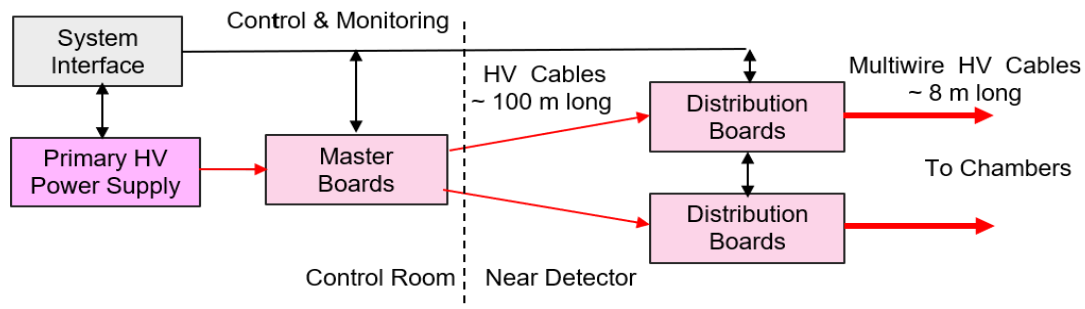 Control & Monitoring
System
Interface
HV Cables
~ 100 m long
Multiwire HV Cables
~ 8 m long
Distribution
Boards
Primary HV
Power Supply
Master
Boards
To Chambers
Distribution
Boards
Control Room
Near Detector